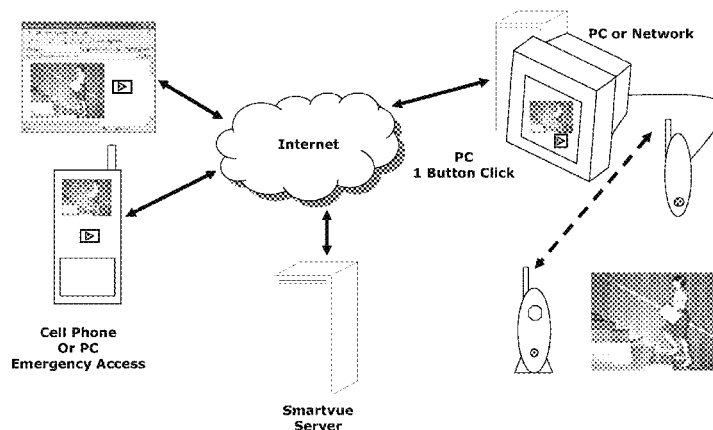 PC or Network
Internet
PC
1 Button Click
Cell Phone
Or PC
Emergency Access
Smartvue
Server